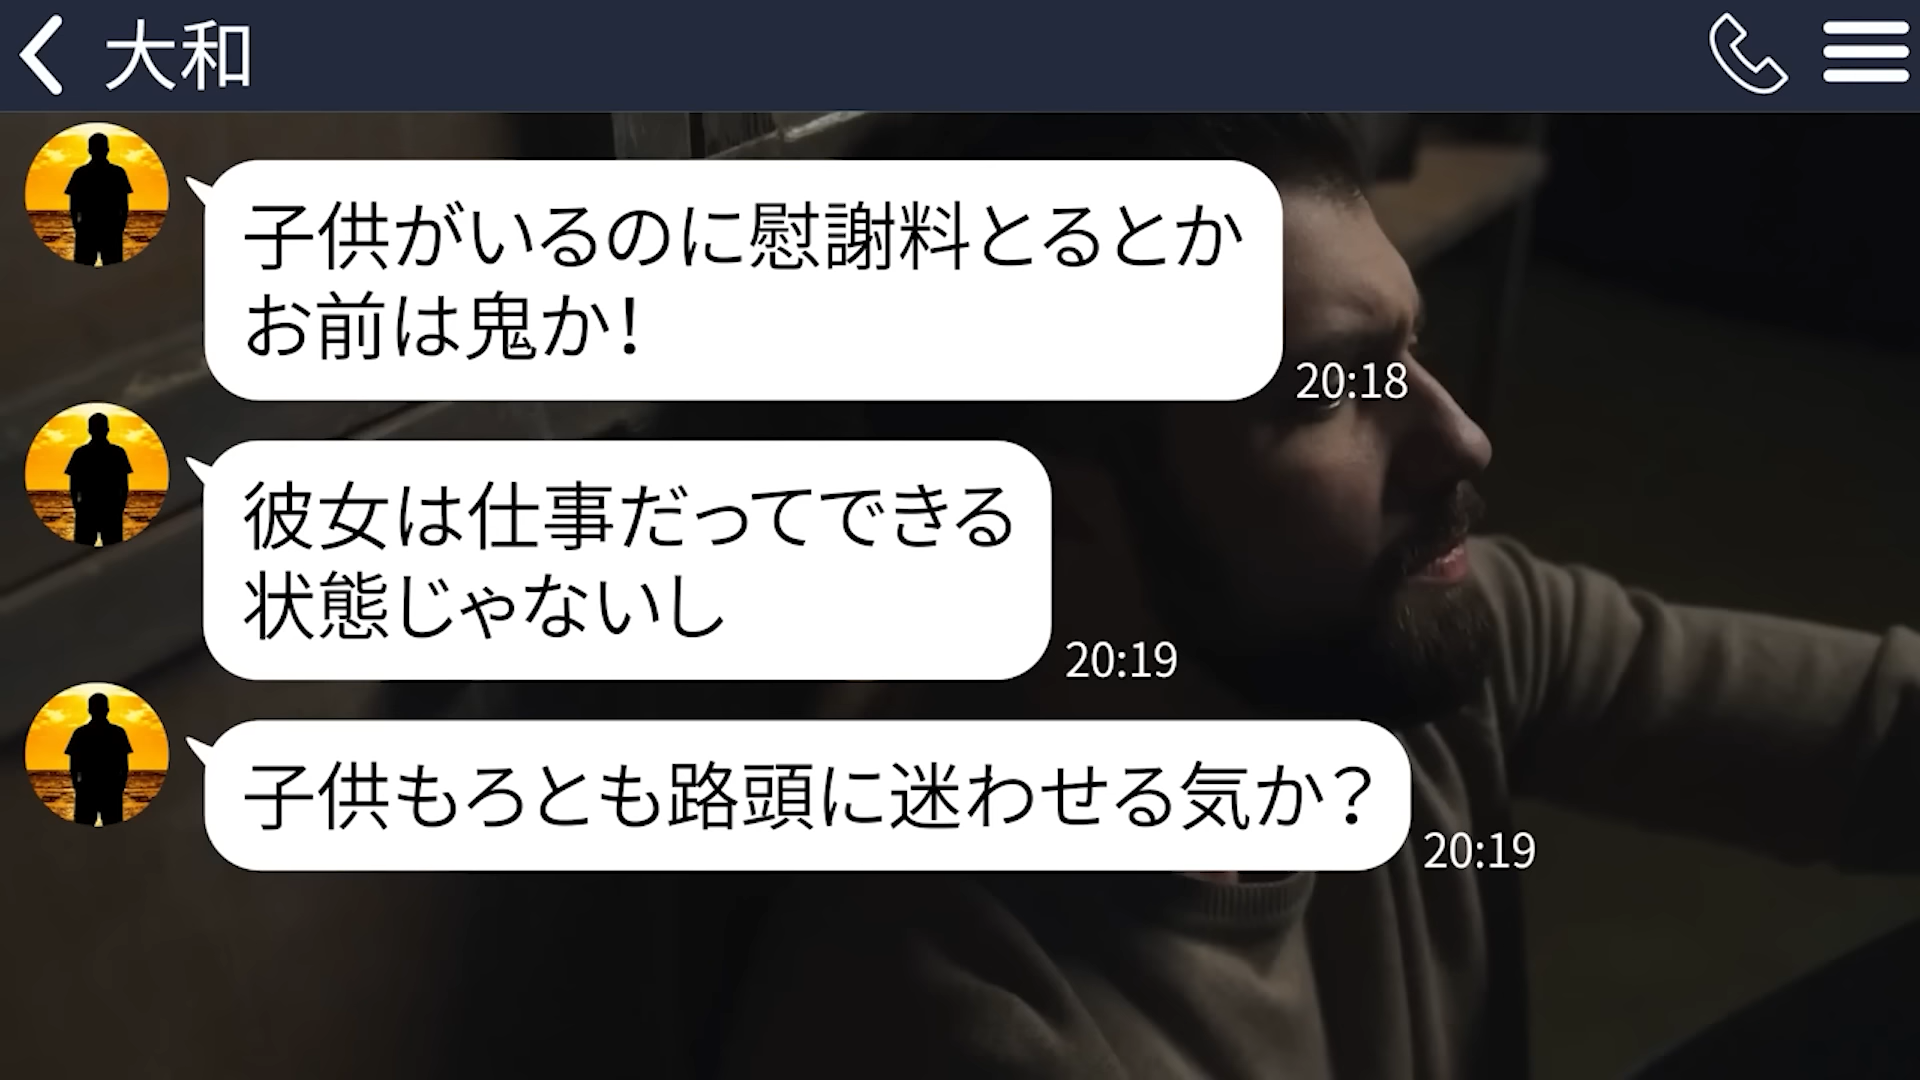 大和
子供がいるのに慰謝料とるとか
お前は鬼か！
20:18
彼女は仕事だってできる
状態じゃないし
20:19
子供もろとも路頭に迷わせる気か？
20:19